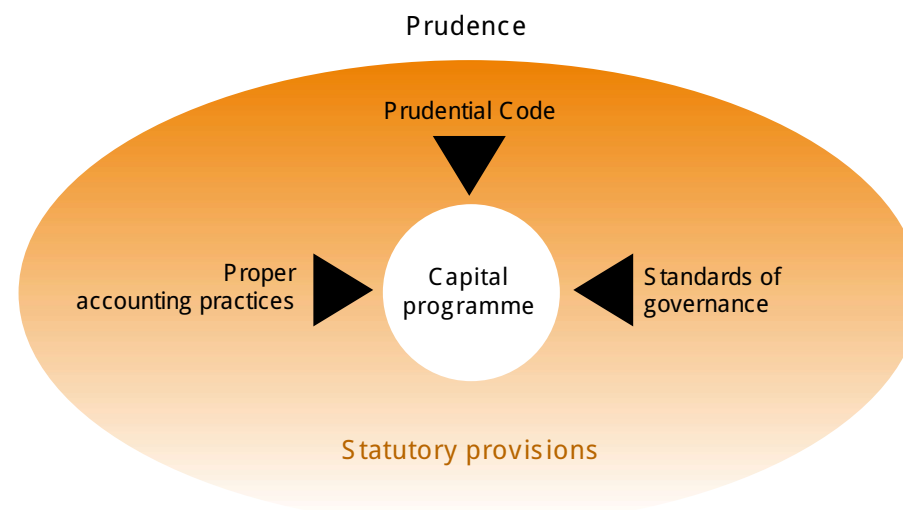 Prudence
Prudential Code
Proper
accounting practices
Capital
programme
Standards of
governance
Statutory provisions